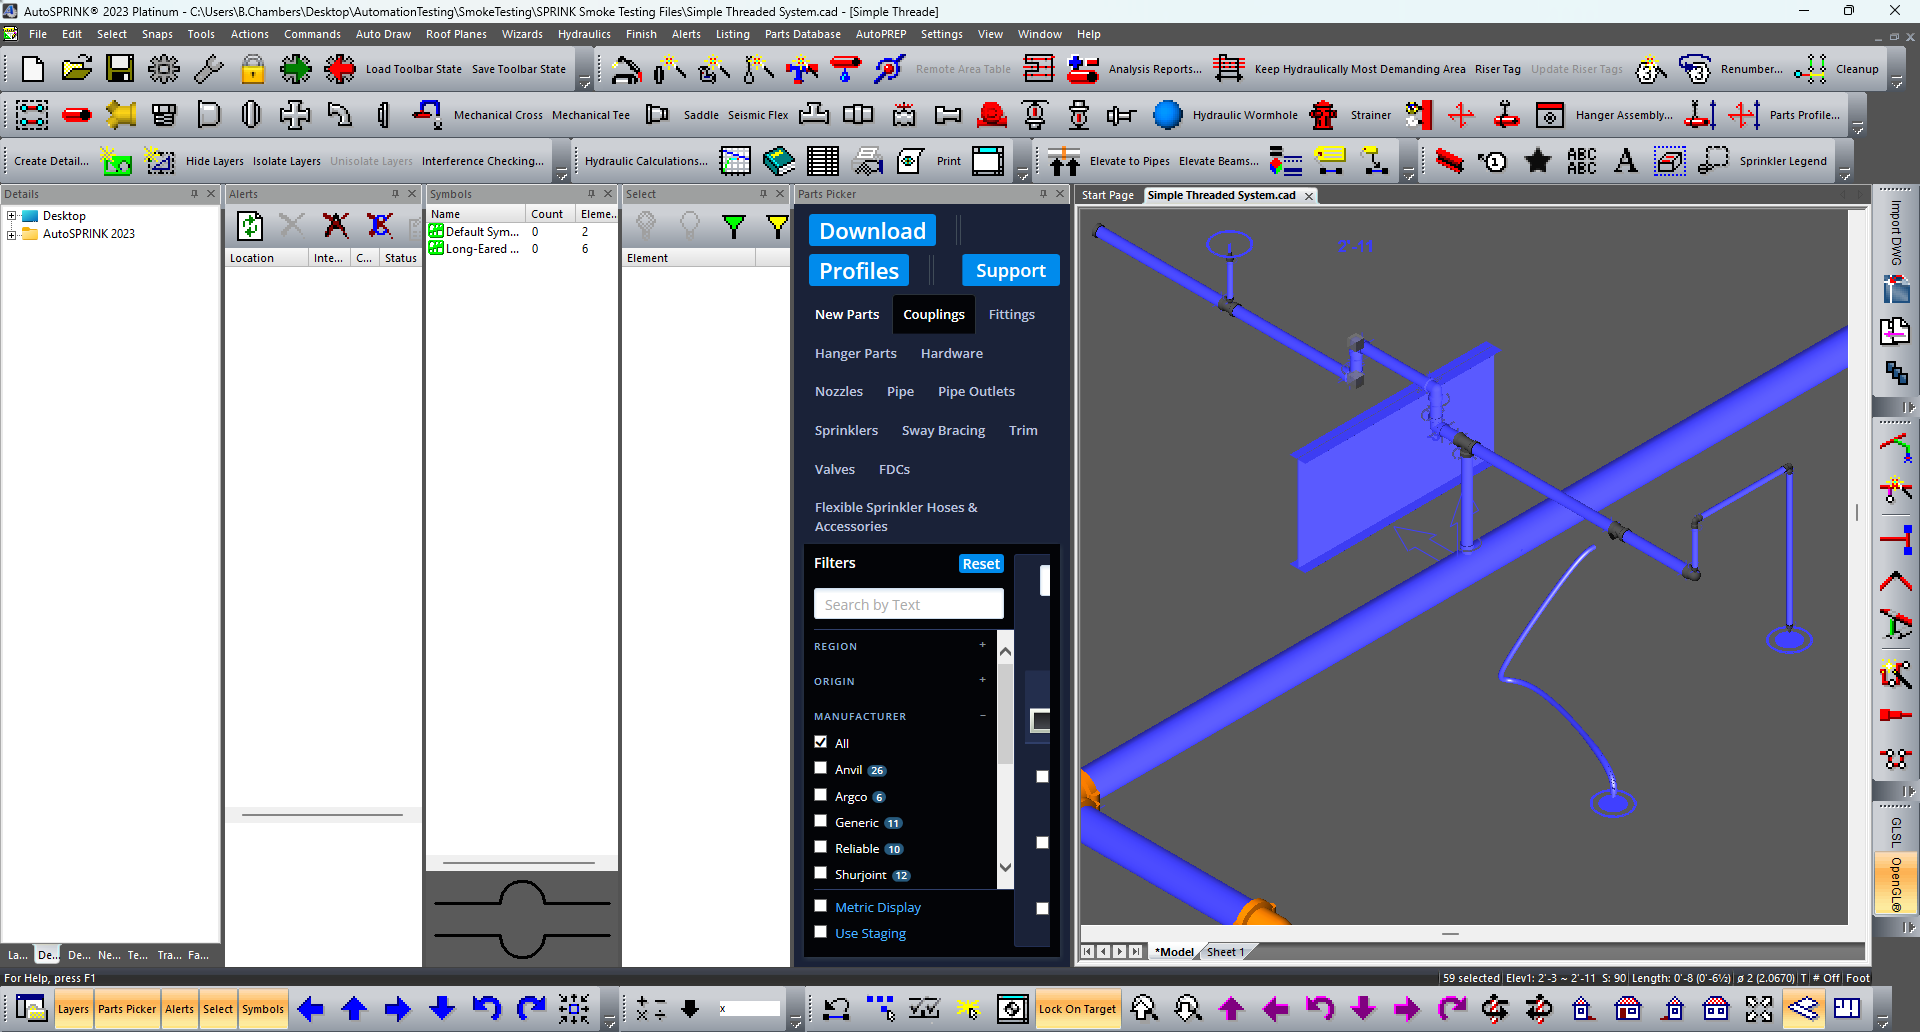 AutoSPRINK® 2023 Platinum - C:\Users\B.Chambers\Desktop\AutomationTesting\SmokeTesting\SPRINK Smoke Testing Files\Simple Threaded System.cad - [Simple Threade]
File Edit Select Snaps Tools Actions Commands Auto Draw Roof Planes Wizards Hydraulics Finish Alerts Listing Parts Database AutoPREP Settings View Window Help
Load Toolbar State Save Toolbar State Remote Area Table Analysis Reports... Keep Hydraulically Most Demanding Area Riser Tag Update Riser Tags Renumber... Cleanup
Mechanical Cross Mechanical Tee Saddle Seismic Flex Hydraulic Wormhole Strainer Hanger Assembly... Parts Profile...
Create Detail... Hide Layers Isolate Layers Unisolate Layers Interference Checking... Hydraulic Calculations... Print Elevate to Pipes Elevate Beams... ABC ABC A Sprinkler Legend
Details Alerts Symbols Select Parts Picker Start Page Simple Threaded System.cad
Desktop
AutoSPRINK 2023
Location Inte... C... Status
Name Count Eleme...
Default Sym... 0 2
Long-Eared ... 0 6
Element
Download
Profiles Support
New Parts Couplings Fittings
Hanger Parts Hardware
Nozzles Pipe Pipe Outlets
Sprinklers Sway Bracing Trim
Valves FDCs
Flexible Sprinkler Hoses &
Accessories
Filters Reset
Search by Text
REGION +
ORIGIN +
MANUFACTURER −
All
Anvil 26
Argco 6
Generic 11
Reliable 10
Shurjoint 12
Metric Display
Use Staging
2'-11
Import DWG
GLSL
OpenGL®
La... De... De... Ne... Te... Tra... Fa...
*Model Sheet 1
For Help, press F1
59 selected Elev1: 2'-3 ~ 2'-11 S: 90 Length: 0'-8 (0'-6½) ø 2 (2.0670) T # Off Foot
Layers Parts Picker Alerts Select Symbols x Lock On Target